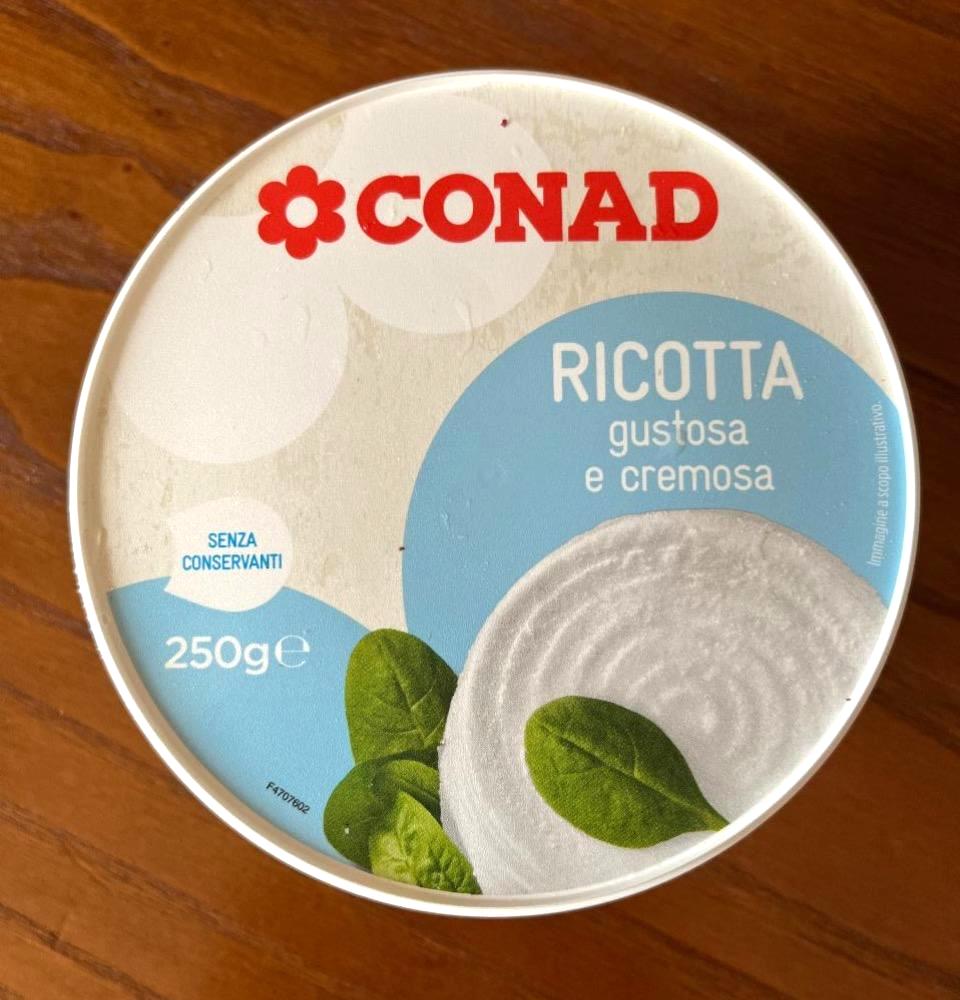 CONAD
RICOTTA
gustosa
e cremosa
Immagine a scopo illustrativo.
SENZA
CONSERVANTI
250g℮
F4707602